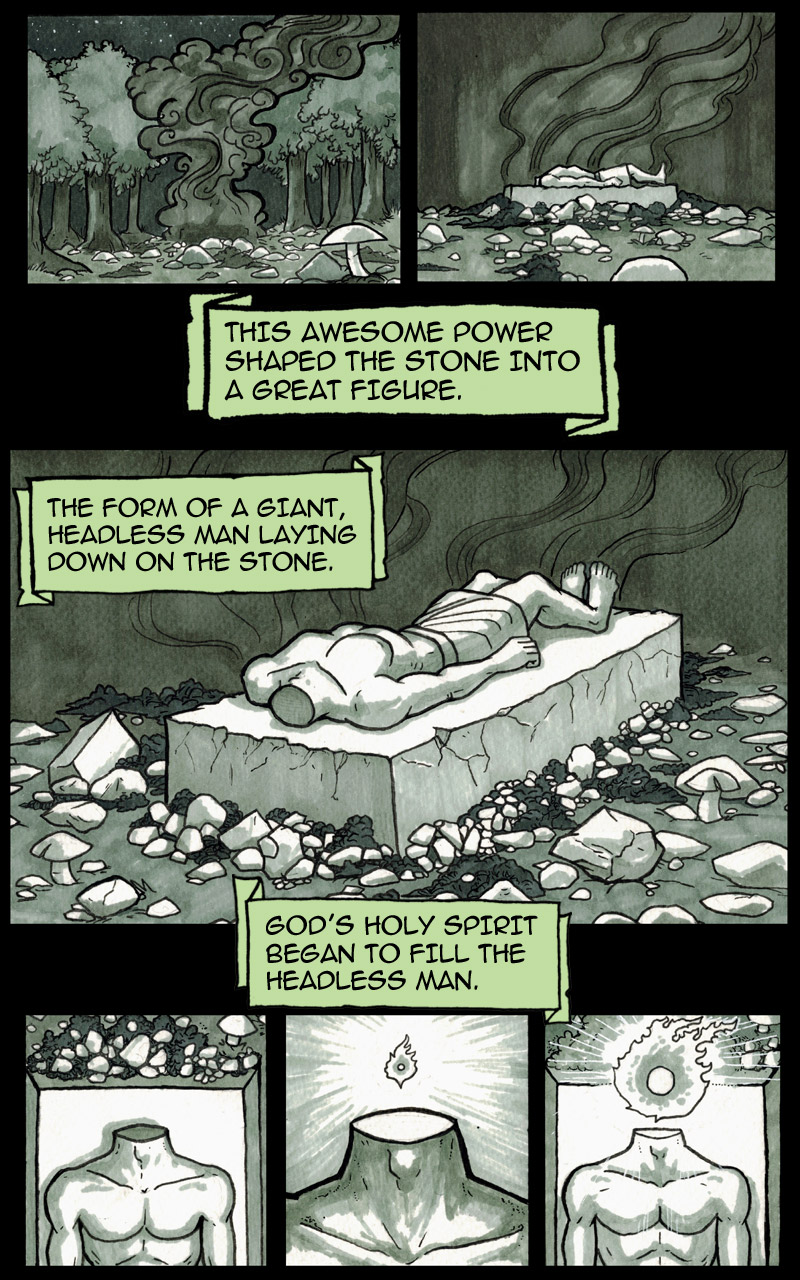 THIS AWESOME POWER
SHAPED THE STONE INTO
A GREAT FIGURE.
THE FORM OF A GIANT,
HEADLESS MAN LAYING
DOWN ON THE STONE.
GOD'S HOLY SPIRIT
BEGAN TO FILL THE
HEADLESS MAN.